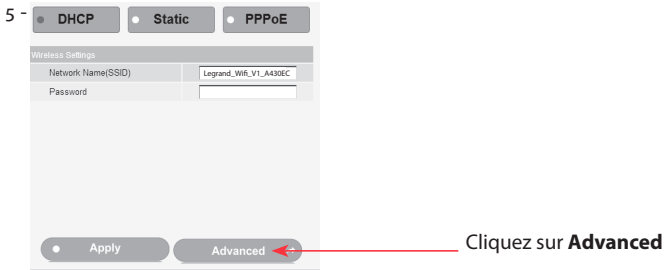 5 - DHCP Static PPPoE
Wireless Settings
Network Name(SSID) Legrand_Wifi_V1_A430EC
Password
Apply Advanced Cliquez sur Advanced